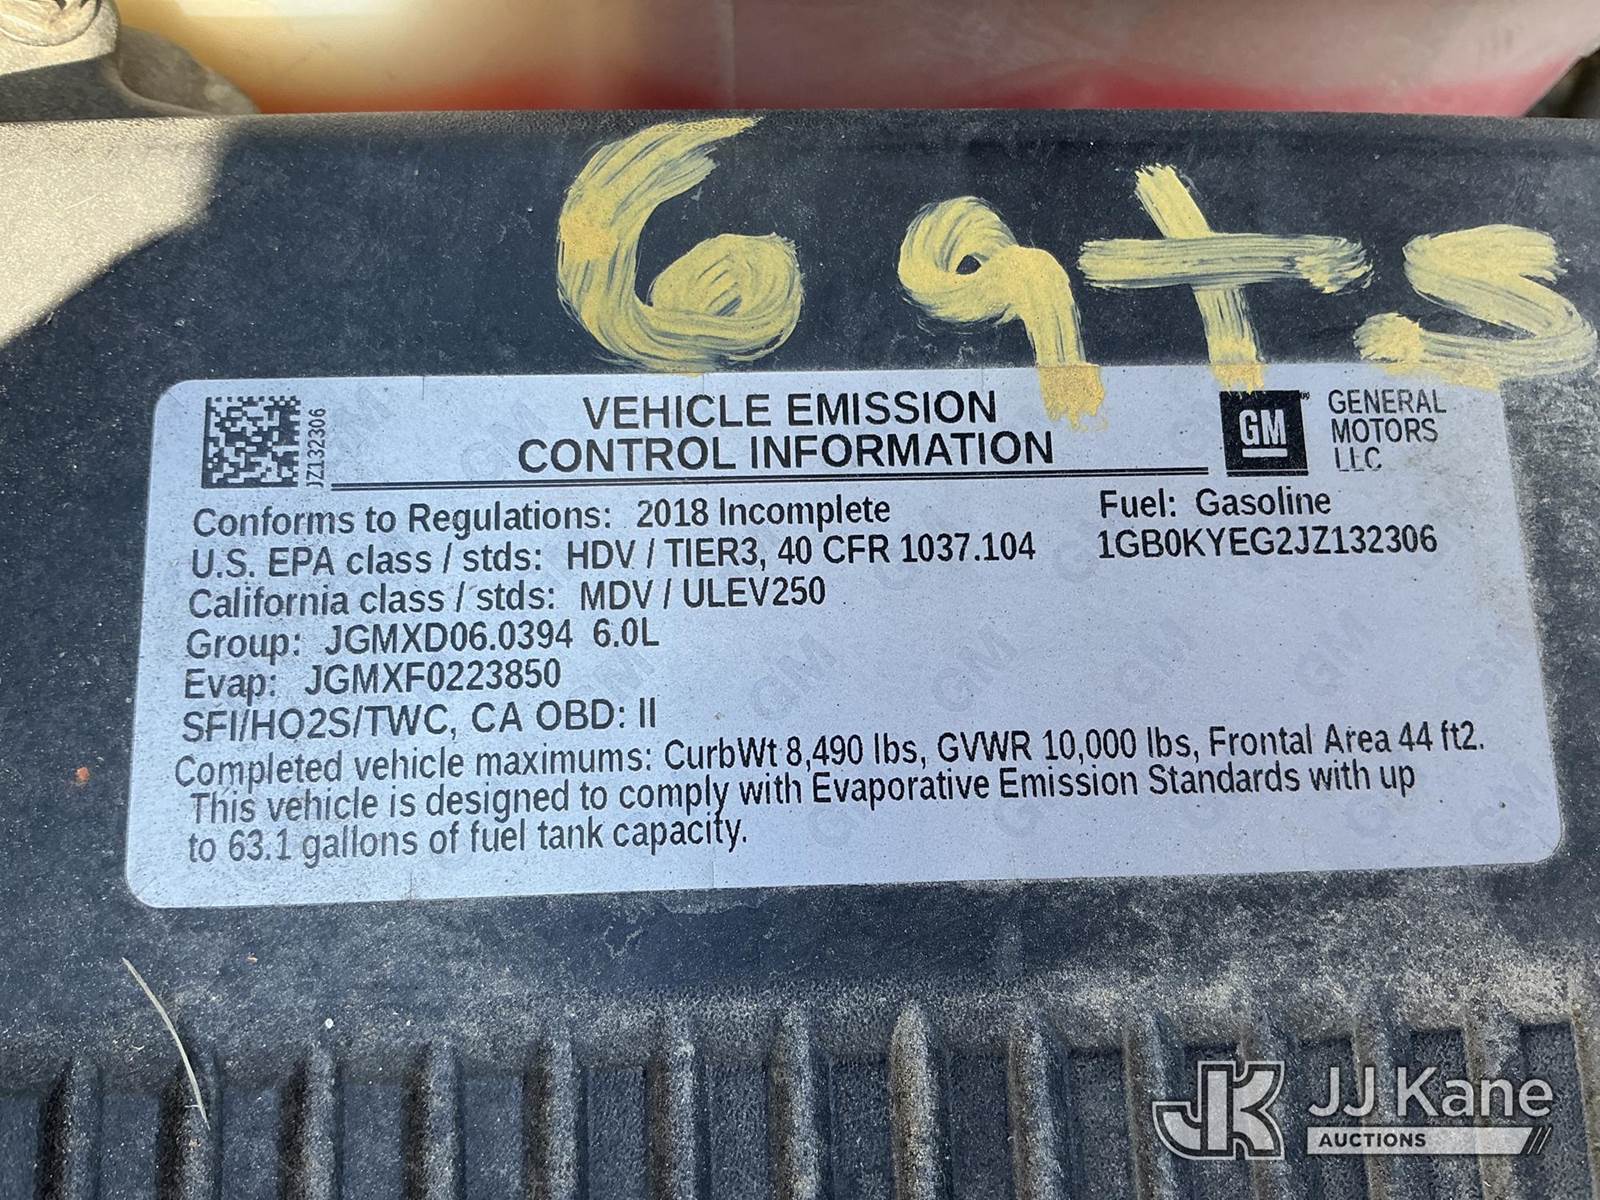 6 qts
JZ132306
VEHICLE EMISSION
CONTROL INFORMATION
GM
GENERAL
MOTORS
LLC
Conforms to Regulations: 2018 Incomplete
Fuel: Gasoline
U.S. EPA class / stds: HDV / TIER3, 40 CFR 1037.104
1GB0KYEG2JZ132306
California class / stds: MDV / ULEV250
Group: JGMXD06.0394 6.0L
Evap: JGMXF0223850
SFI/HO2S/TWC, CA OBD: II
Completed vehicle maximums: CurbWt 8,490 lbs, GVWR 10,000 lbs, Frontal Area 44 ft2.
This vehicle is designed to comply with Evaporative Emission Standards with up
to 63.1 gallons of fuel tank capacity.
JK JJ Kane
AUCTIONS